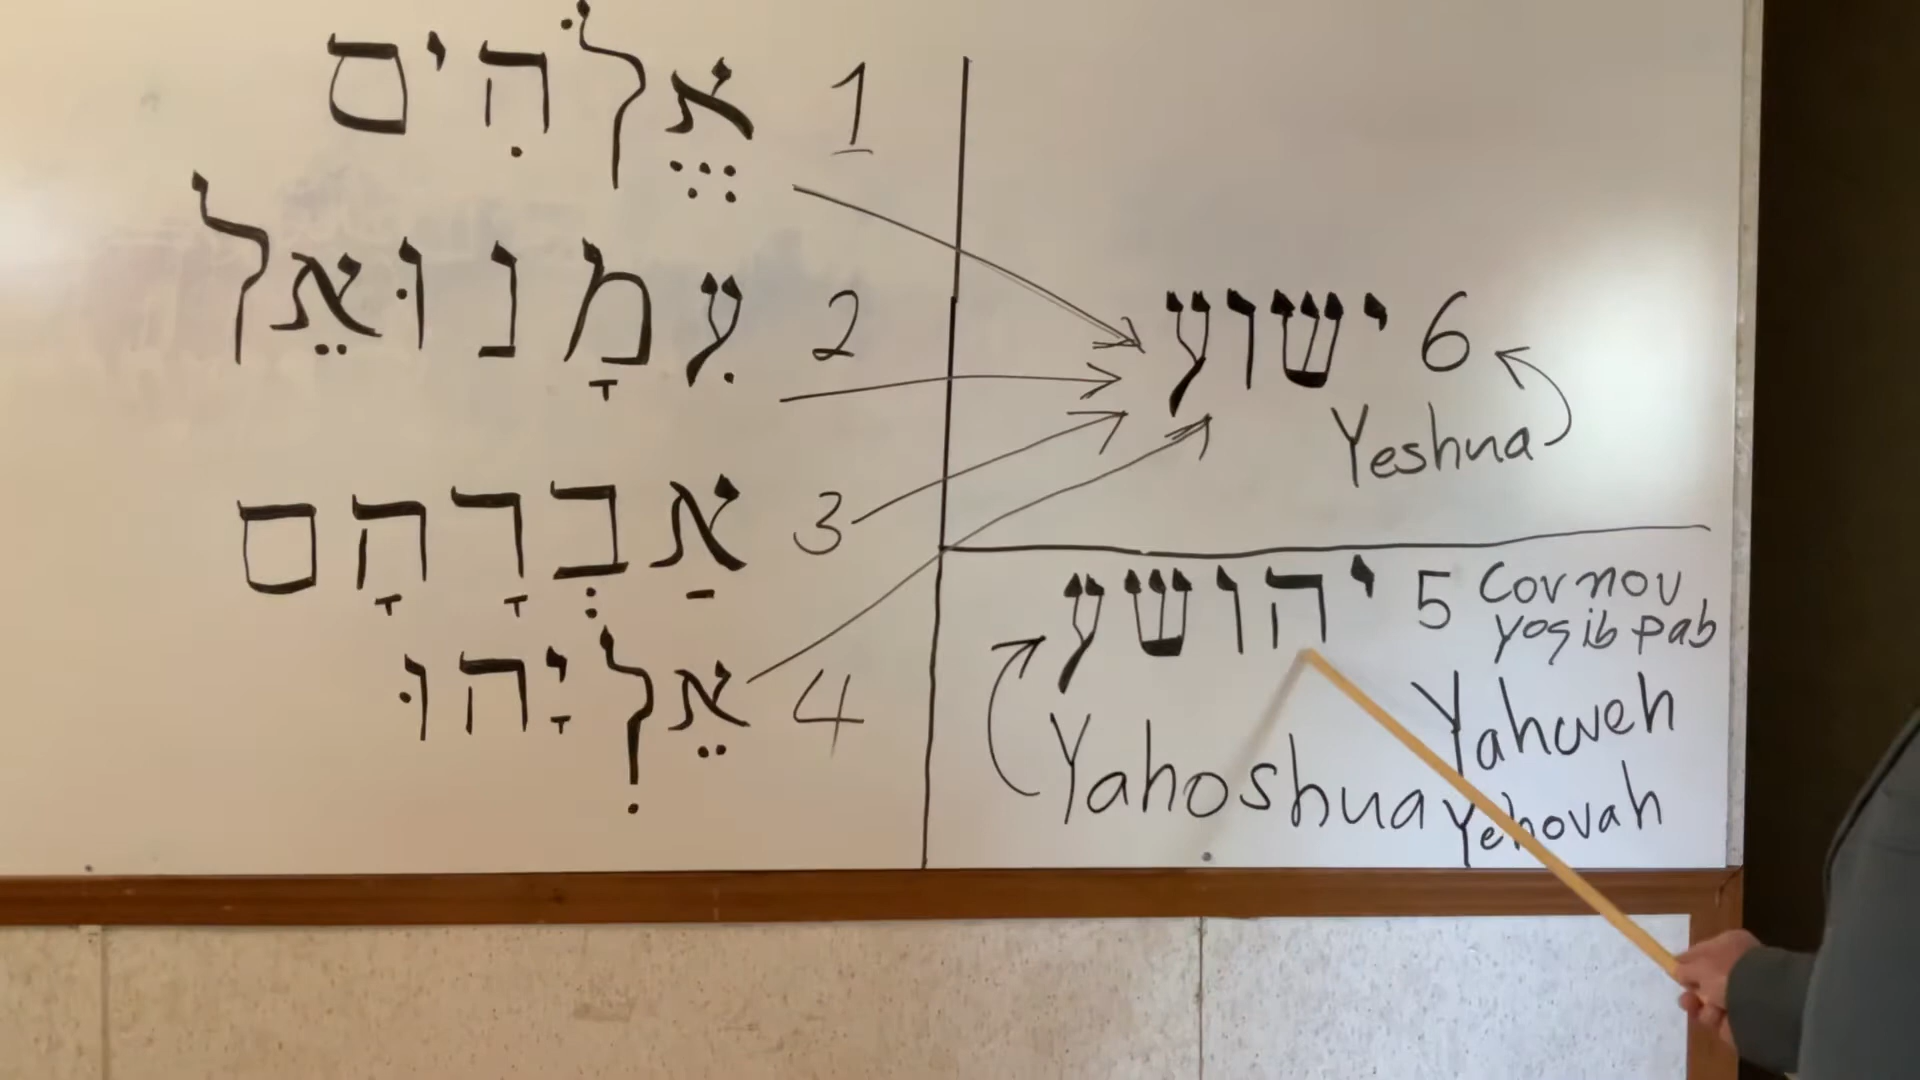 אֱלֹהִים 1
עִמָּנוּאֵל 2
אַבְרָהָם 3
אֵלִיָּהוּ 4
ישוע 6
Yeshua
יהושע 5 Cov nov
yog ib pab
Yahoshua
Yahweh
Yehovah